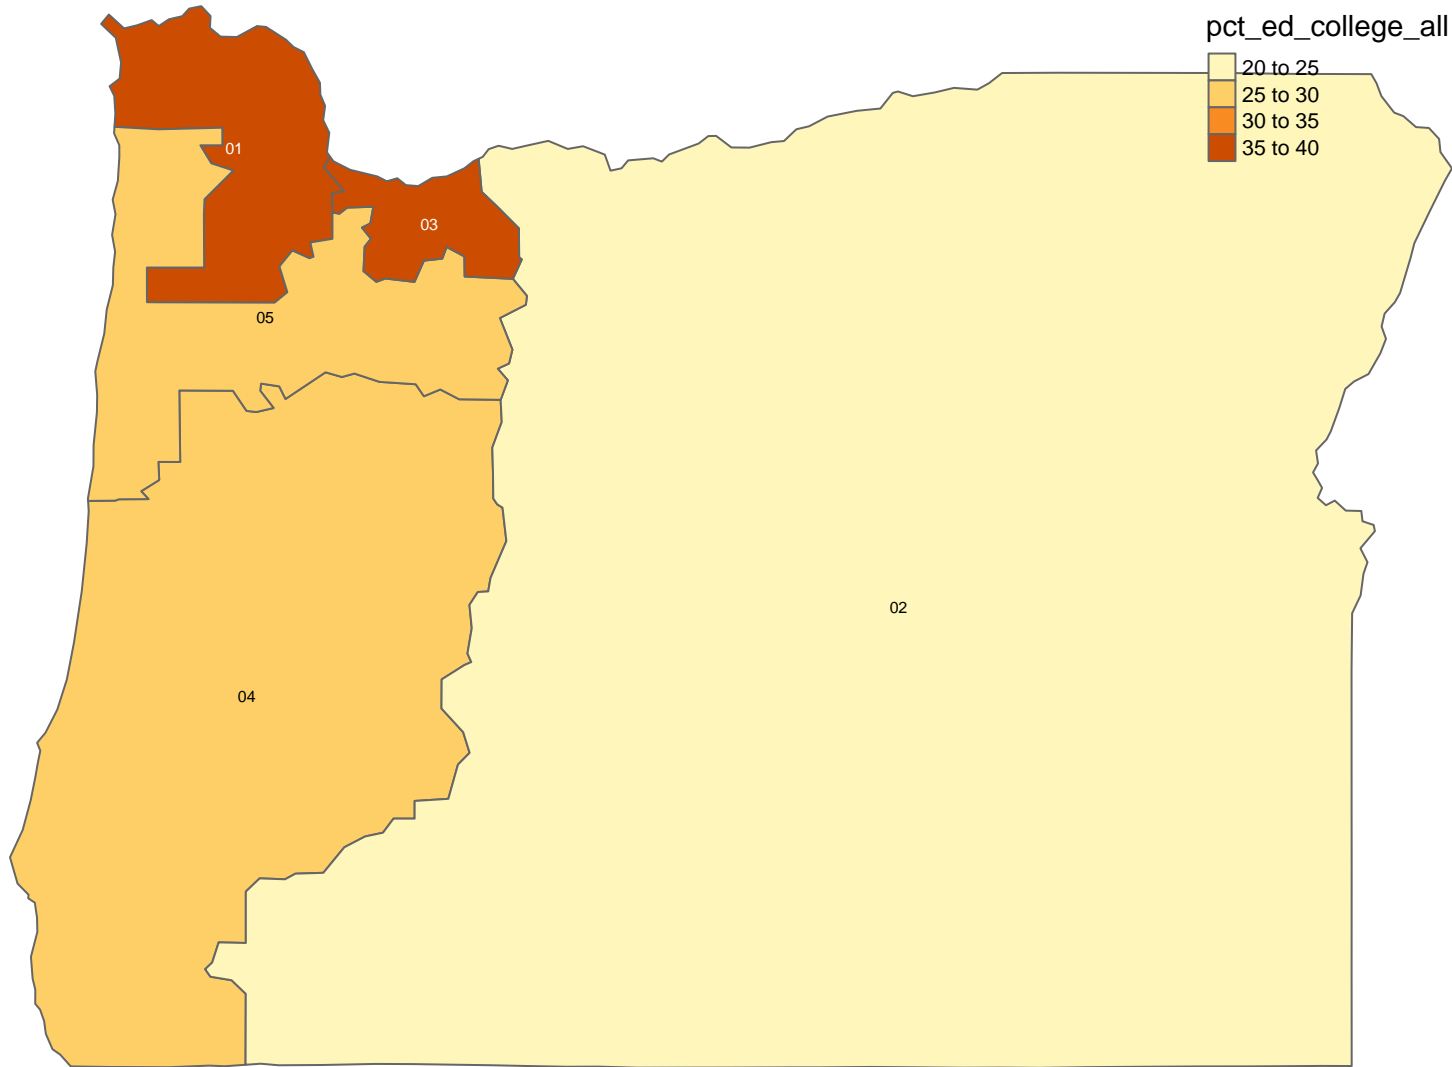 pct_ed_college_all
20 to 25
25 to 30
30 to 35
35 to 40
01
03
05
02
04